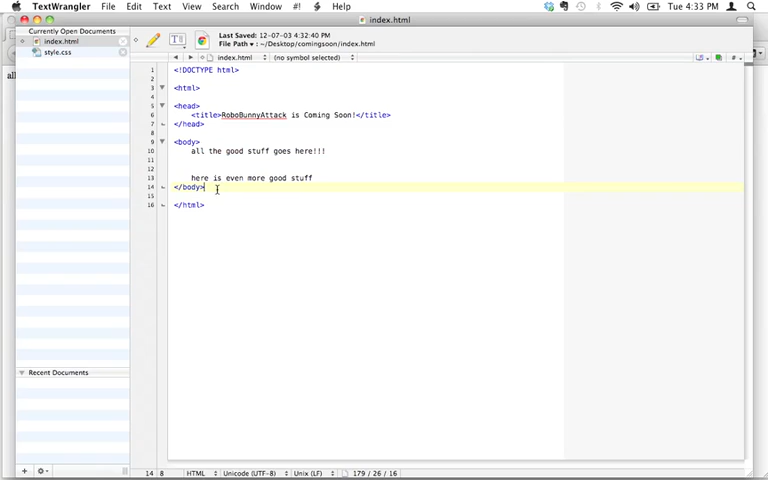 TextWrangler File Edit Text View Search Window #! Help Tue 4:33 PM
index.html
Currently Open Documents
index.html
style.css
Last Saved: 12-07-03 4:32:40 PM
File Path ▾ : ~/Desktop/comingsoon/index.html
index.html (no symbol selected) #
all
1 <!DOCTYPE html>
2
3 <html>
4
5 <head>
6 <title>RoboBunnyAttack is Coming Soon!</title>
7 </head>
8
9 <body>
10 all the good stuff goes here!!!
11
12
13 here is even more good stuff
14 </body>
15
16 </html>
Recent Documents
14 8 HTML Unicode (UTF-8) Unix (LF) 179 / 26 / 16